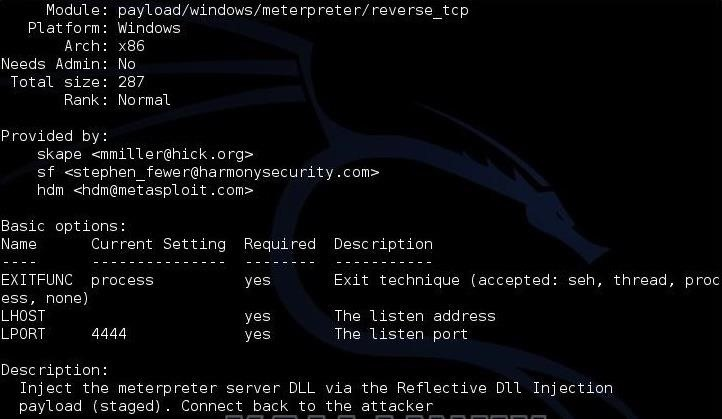 Module: payload/windows/meterpreter/reverse_tcp
Platform: Windows
Arch: x86
Needs Admin: No
Total size: 287
Rank: Normal
Provided by:
skape <mmiller@hick.org>
sf <stephen_fewer@harmonysecurity.com>
hdm <hdm@metasploit.com>
Basic options:
Name Current Setting Required Description
---- --------------- -------- -----------
EXITFUNC process yes Exit technique (accepted: seh, thread, proc
ess, none)
LHOST yes The listen address
LPORT 4444 yes The listen port
Description:
Inject the meterpreter server DLL via the Reflective Dll Injection
payload (staged). Connect back to the attacker